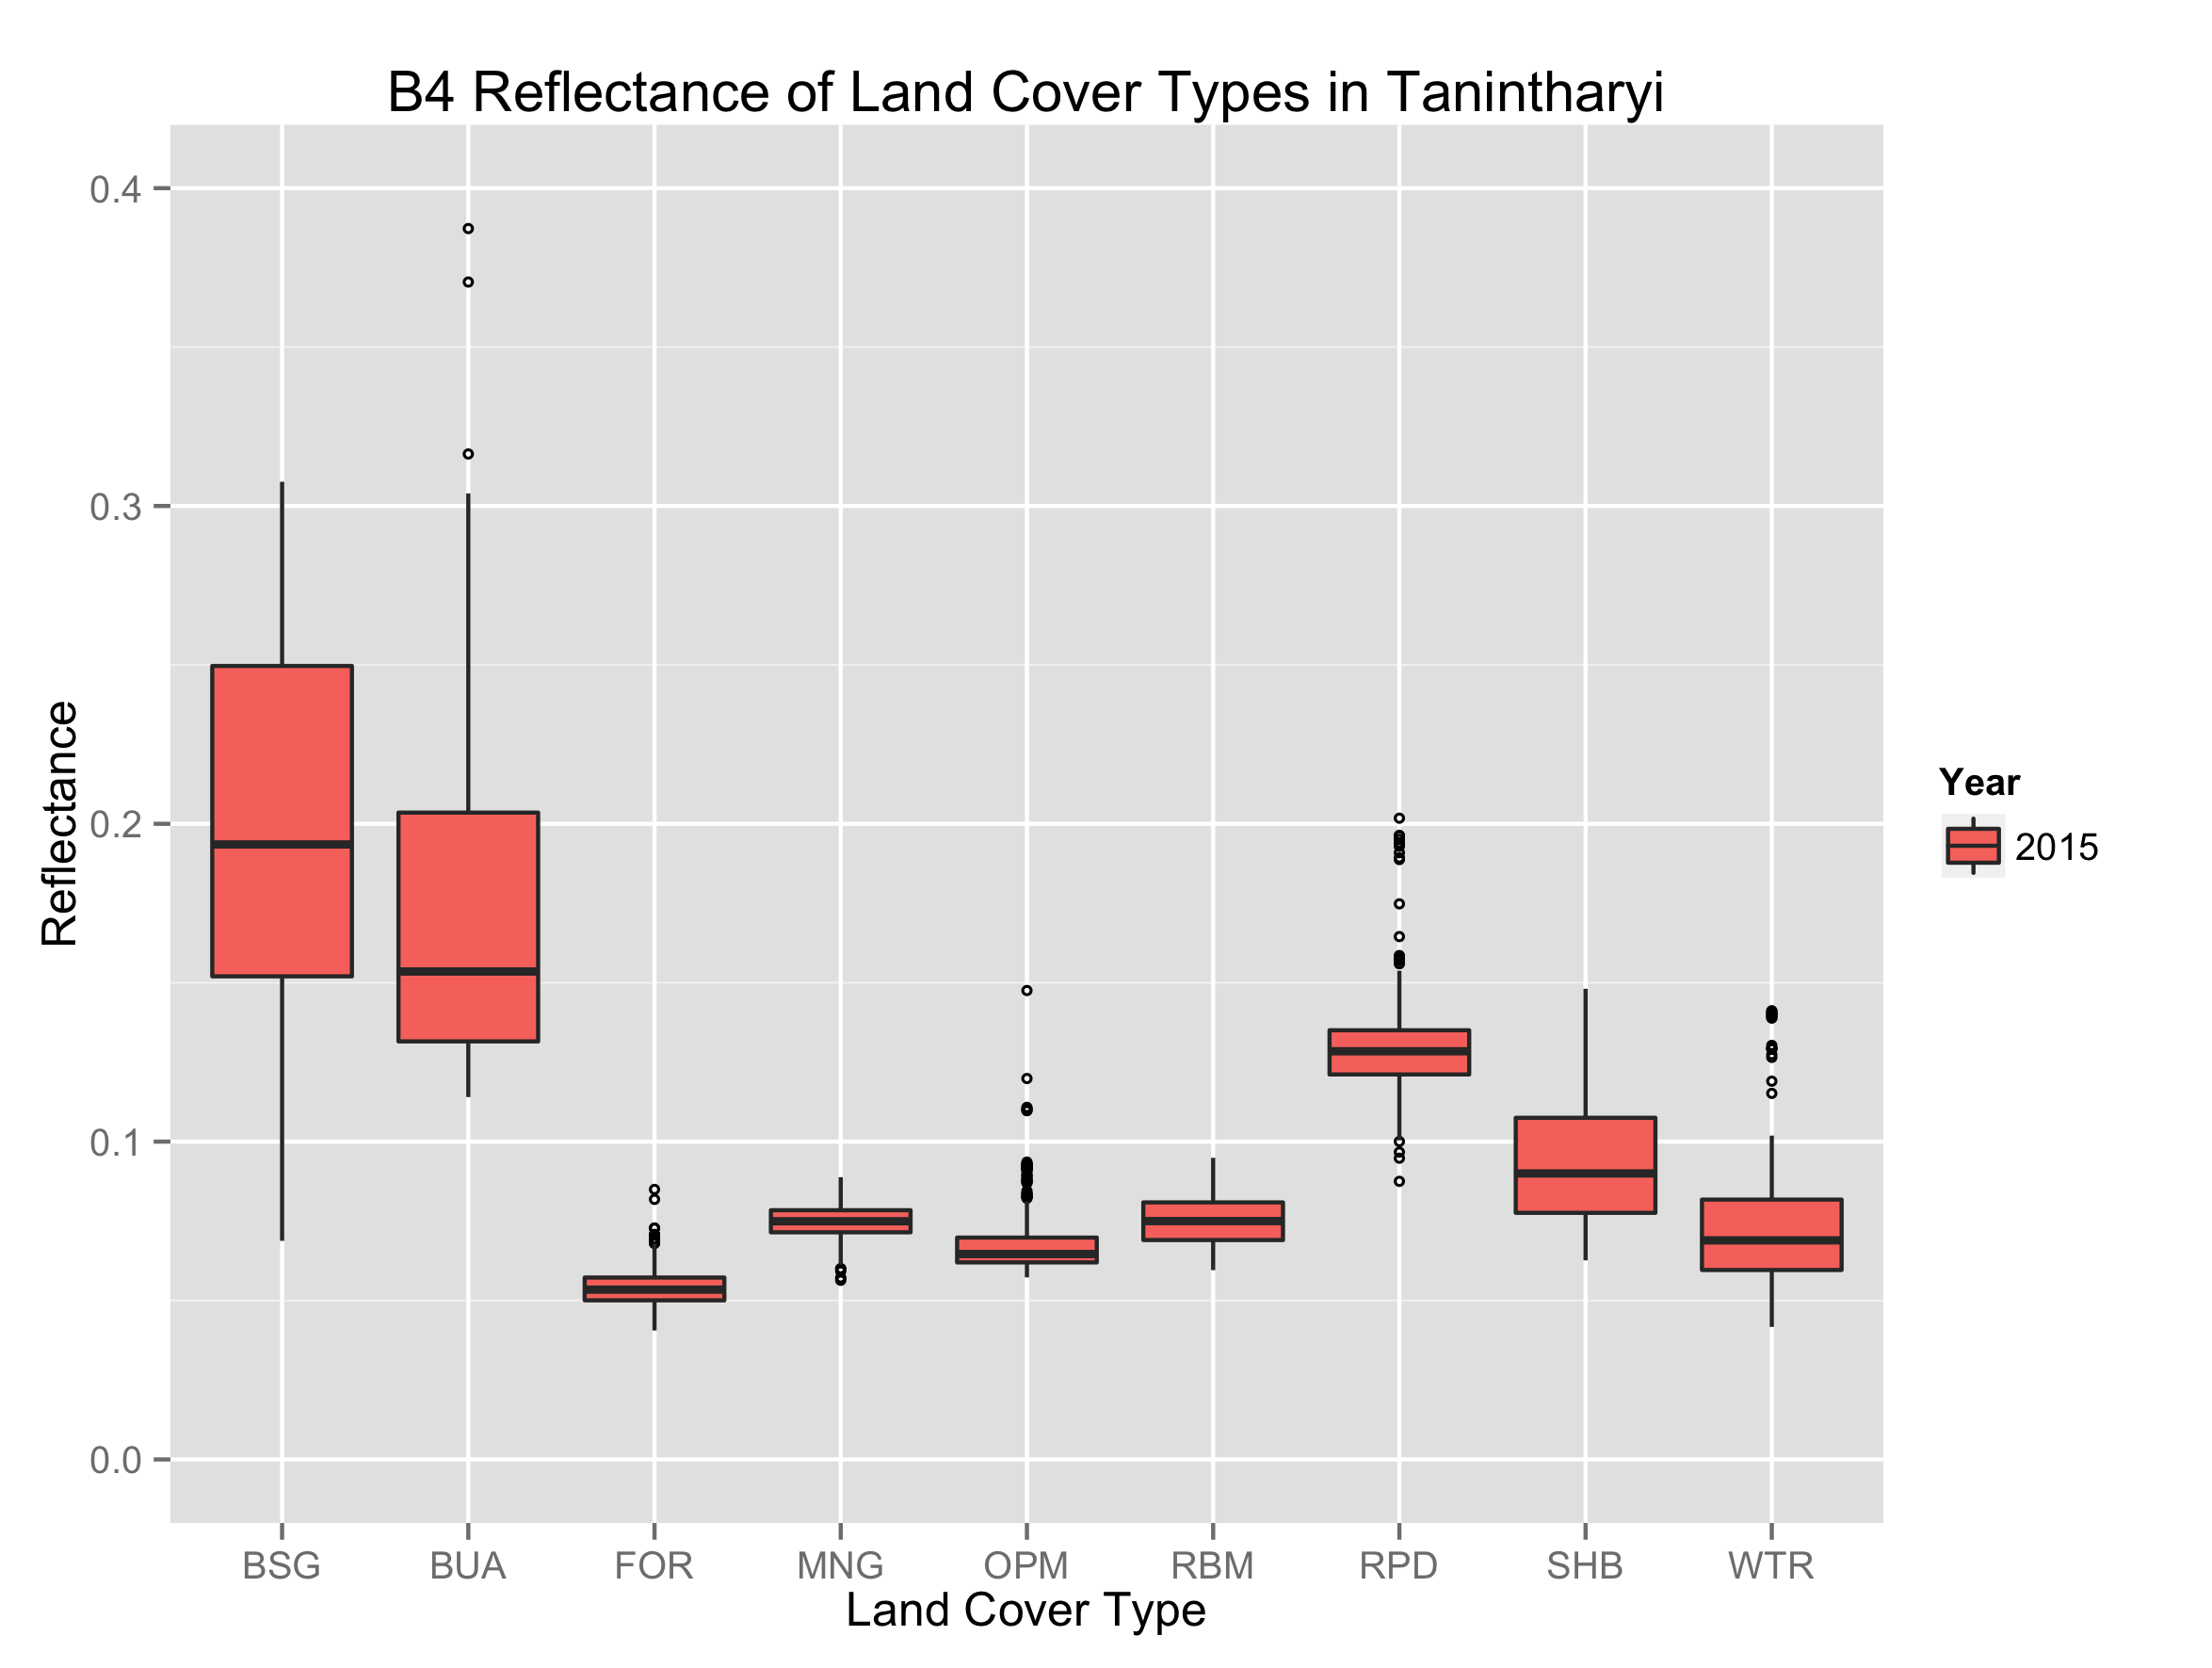 B4 Reflectance of Land Cover Types in Tanintharyi
0.4
0.3
0.2
0.1
0.0
Reflectance
BSG BUA FOR MNG OPM RBM RPD SHB WTR
Land Cover Type
Year
2015